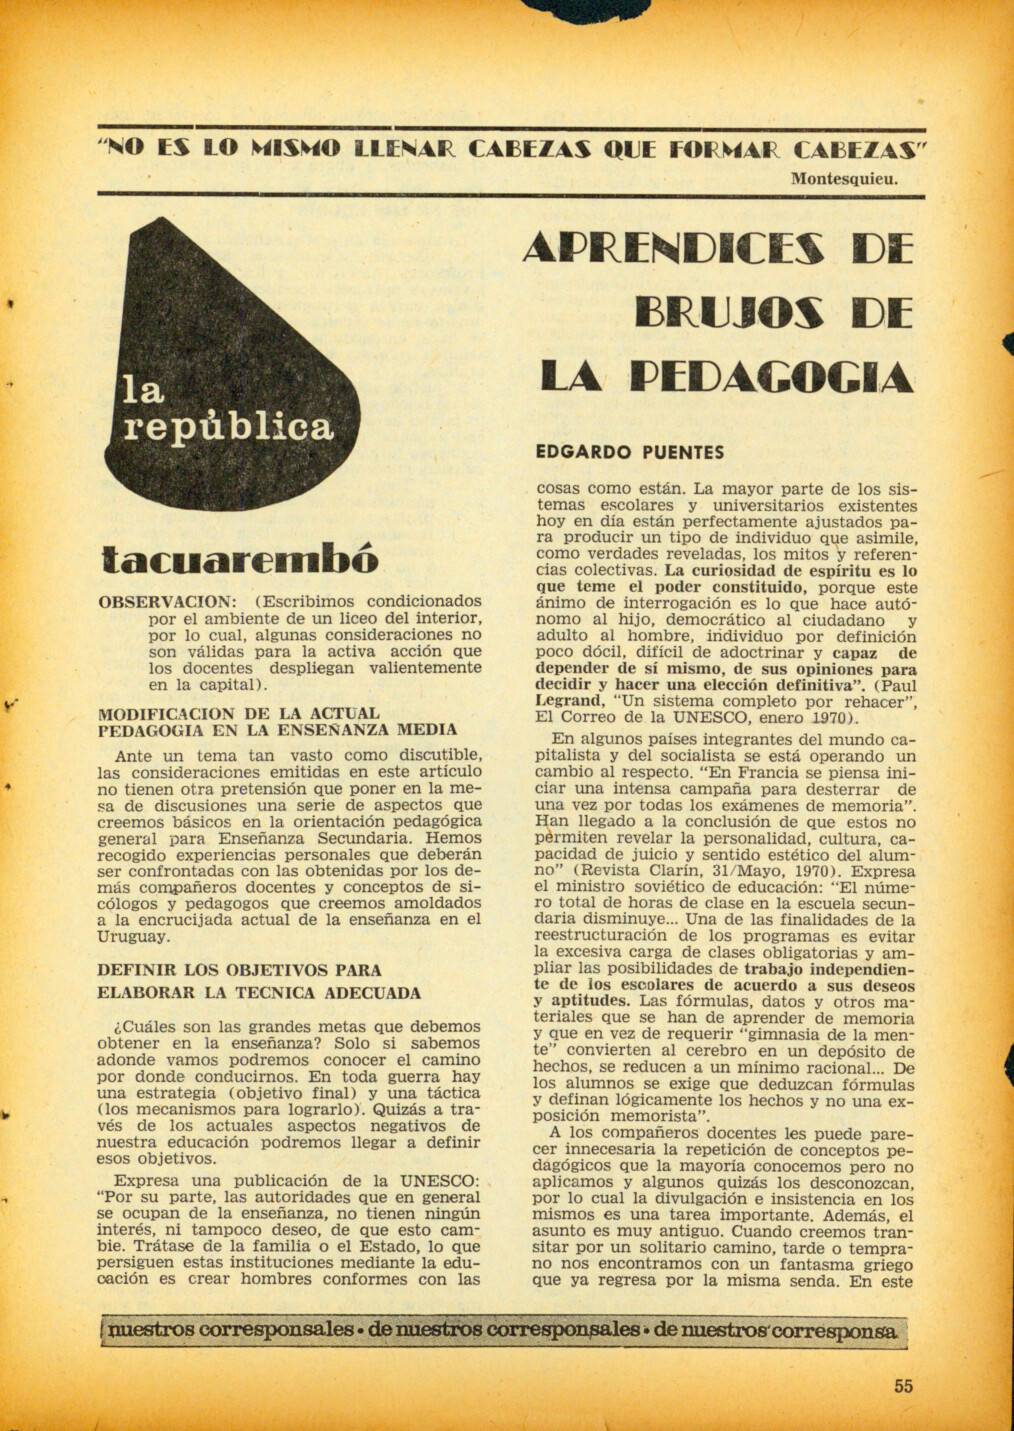 "NO ES LO MISMO LLENAR CABEZAS QUE FORMAR CABEZAS"
Montesquieu.
la
república
tacuarembó
APRENDICES DE
BRUJOS DE
LA PEDAGOGIA
EDGARDO PUENTES
OBSERVACION: (Escribimos condicionados
por el ambiente de un liceo del interior,
por lo cual, algunas consideraciones no
son válidas para la activa acción que
los docentes despliegan valientemente
en la capital).
MODIFICACION DE LA ACTUAL
PEDAGOGIA EN LA ENSEÑANZA MEDIA
Ante un tema tan vasto como discutible,
las consideraciones emitidas en este artículo
no tienen otra pretensión que poner en la me-
sa de discusiones una serie de aspectos que
creemos básicos en la orientación pedagógica
general para Enseñanza Secundaria. Hemos
recogido experiencias personales que deberán
ser confrontadas con las obtenidas por los de-
más compañeros docentes y conceptos de si-
cólogos y pedagogos que creemos amoldados
a la encrucijada actual de la enseñanza en el
Uruguay.
DEFINIR LOS OBJETIVOS PARA
ELABORAR LA TECNICA ADECUADA
¿Cuáles son las grandes metas que debemos
obtener en la enseñanza? Solo si sabemos
adonde vamos podremos conocer el camino
por donde conducirnos. En toda guerra hay
una estrategia (objetivo final) y una táctica
(los mecanismos para lograrlo). Quizás a tra-
vés de los actuales aspectos negativos de
nuestra educación podremos llegar a definir
esos objetivos.
Expresa una publicación de la UNESCO:
"Por su parte, las autoridades que en general
se ocupan de la enseñanza, no tienen ningún
interés, ni tampoco deseo, de que esto cam-
bie. Trátase de la familia o el Estado, lo que
persiguen estas instituciones mediante la edu-
cación es crear hombres conformes con las
cosas como están. La mayor parte de los sis-
temas escolares y universitarios existentes
hoy en día están perfectamente ajustados pa-
ra producir un tipo de individuo que asimile,
como verdades reveladas, los mitos y referen-
cias colectivas. La curiosidad de espíritu es lo
que teme el poder constituido, porque este
ánimo de interrogación es lo que hace autó-
nomo al hijo, democrático al ciudadano y
adulto al hombre, individuo por definición
poco dócil, difícil de adoctrinar y capaz de
depender de sí mismo, de sus opiniones para
decidir y hacer una elección definitiva". (Paul
Legrand, "Un sistema completo por rehacer",
El Correo de la UNESCO, enero 1970).
En algunos países integrantes del mundo ca-
pitalista y del socialista se está operando un
cambio al respecto. "En Francia se piensa ini-
ciar una intensa campaña para desterrar de
una vez por todas los exámenes de memoria".
Han llegado a la conclusión de que estos no
permiten revelar la personalidad, cultura, ca-
pacidad de juicio y sentido estético del alum-
no" (Revista Clarín, 31/Mayo, 1970). Expresa
el ministro soviético de educación: "El núme-
ro total de horas de clase en la escuela secun-
daria disminuye... Una de las finalidades de la
reestructuración de los programas es evitar
la excesiva carga de clases obligatorias y am-
pliar las posibilidades de trabajo independien-
te de los escolares de acuerdo a sus deseos
y aptitudes. Las fórmulas, datos y otros ma-
teriales que se han de aprender de memoria
y que en vez de requerir "gimnasia de la men-
te" convierten al cerebro en un depósito de
hechos, se reducen a un mínimo racional... De
los alumnos se exige que deduzcan fórmulas
y definan lógicamente los hechos y no una ex-
posición memorista".
A los compañeros docentes les puede pare-
cer innecesaria la repetición de conceptos pe-
dagógicos que la mayoría conocemos pero no
aplicamos y algunos quizás los desconozcan,
por lo cual la divulgación e insistencia en los
mismos es una tarea importante. Además, el
asunto es muy antiguo. Cuando creemos tran-
sitar por un solitario camino, tarde o tempra-
no nos encontramos con un fantasma griego
que ya regresa por la misma senda. En este
nuestros corresponsales • de nuestros corresponsales • de nuestros corresponsa
55